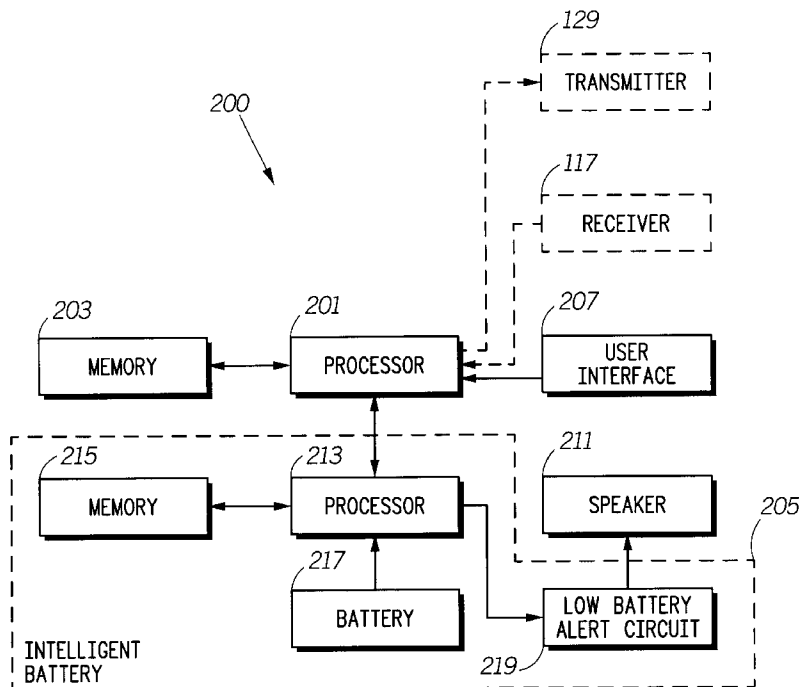 129
TRANSMITTER
200
117
RECEIVER
203
MEMORY
201
PROCESSOR
207
USER
INTERFACE
215
MEMORY
213
PROCESSOR
211
SPEAKER
205
217
BATTERY
LOW BATTERY
ALERT CIRCUIT
219
INTELLIGENT
BATTERY